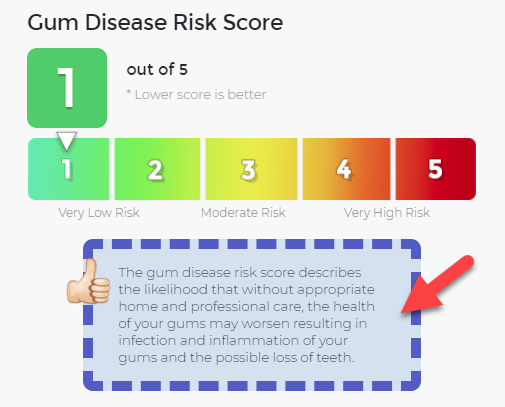 Gum Disease Risk Score
1
out of 5
* Lower score is better
1 2 3 4 5
Very Low Risk Moderate Risk Very High Risk
The gum disease risk score describes
the likelihood that without appropriate
home and professional care, the health
of your gums may worsen resulting in
infection and inflammation of your
gums and the possible loss of teeth.